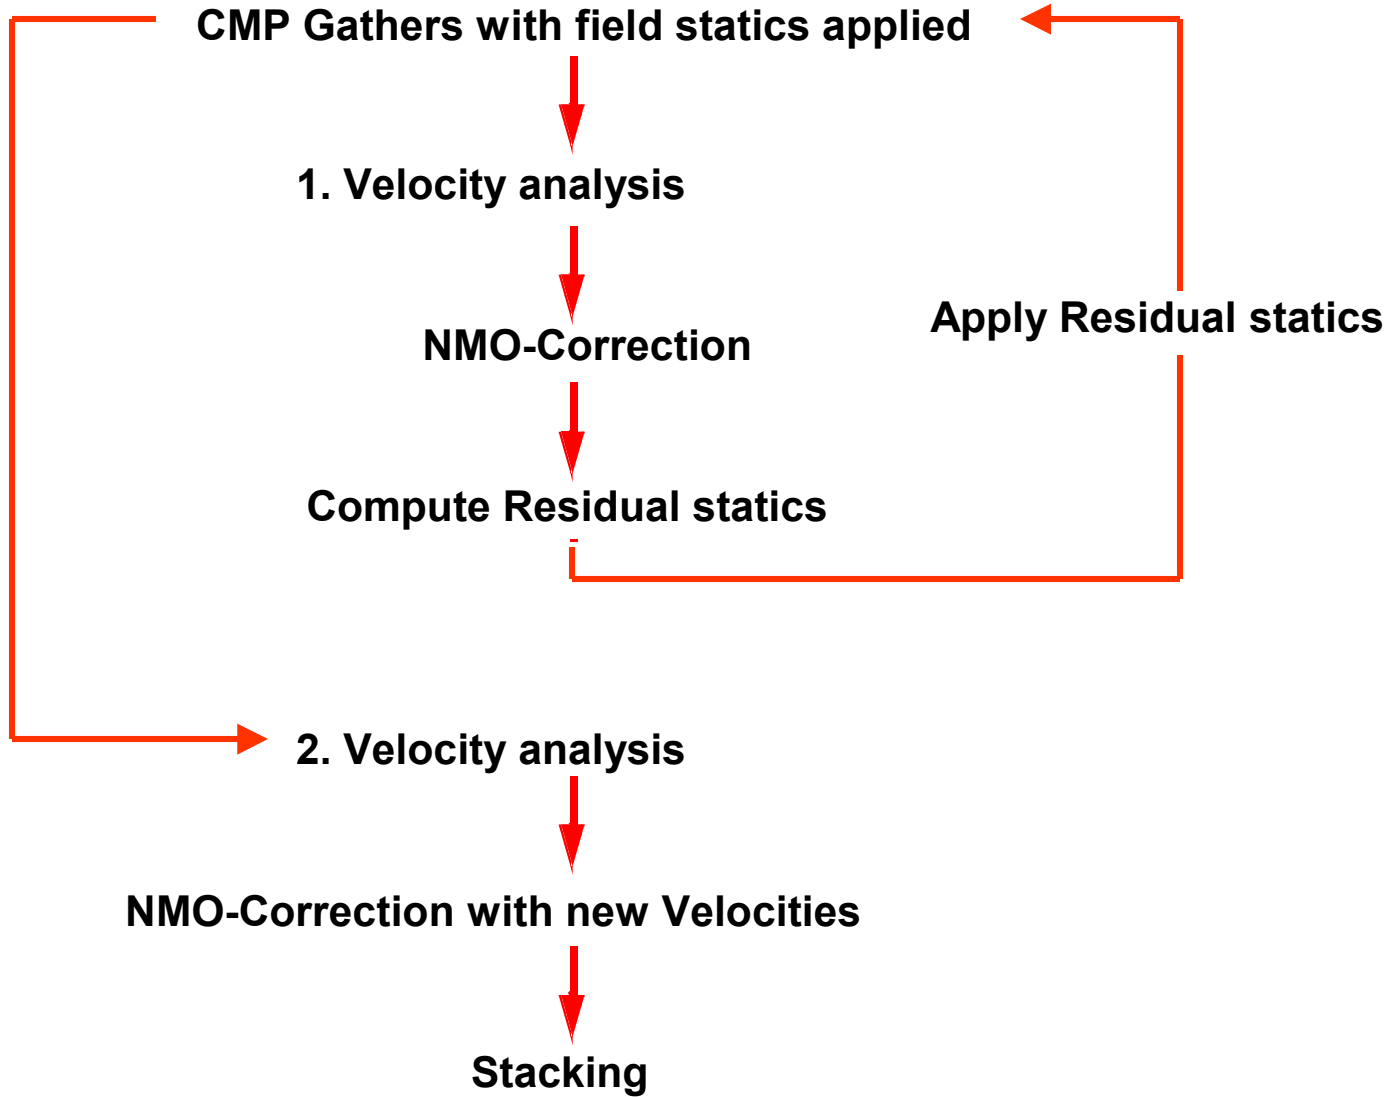 CMP Gathers with field statics applied
1. Velocity analysis
NMO-Correction
Apply Residual statics
Compute Residual statics
2. Velocity analysis
NMO-Correction with new Velocities
Stacking